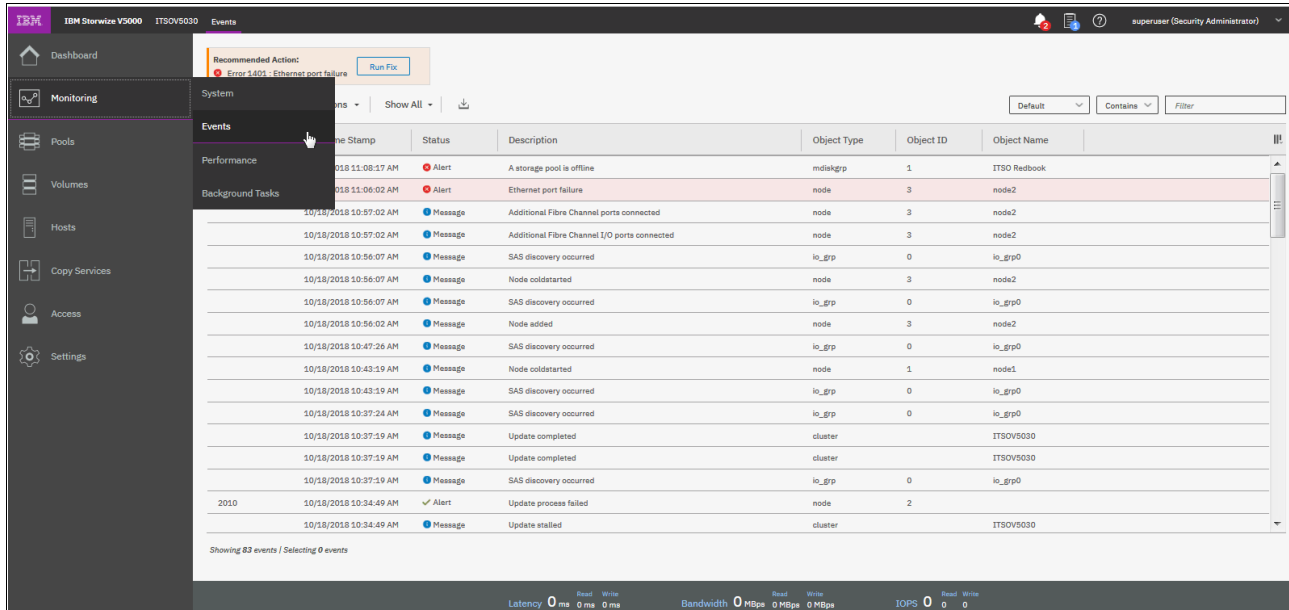 IBM IBM Storwize V5000 ITSOV5030 Events 2 1 ? superuser (Security Administrator)
Dashboard
Monitoring
Pools
Volumes
Hosts
Copy Services
Access
Settings
System
Events
Performance
Background Tasks
Recommended Action:
Error 1401 : Ethernet port failure
Run Fix
Show All
Default Contains Filter
Status Description Object Type Object ID Object Name
Alert A storage pool is offline mdiskgrp 1 ITSO Redbook
Alert Ethernet port failure node 3 node2
10/18/2018 10:57:02 AM Message Additional Fibre Channel ports connected node 3 node2
10/18/2018 10:57:02 AM Message Additional Fibre Channel I/O ports connected node 3 node2
10/18/2018 10:56:07 AM Message SAS discovery occurred io_grp 0 io_grp0
10/18/2018 10:56:07 AM Message Node coldstarted node 3 node2
10/18/2018 10:56:07 AM Message SAS discovery occurred io_grp 0 io_grp0
10/18/2018 10:56:02 AM Message Node added node 3 node2
10/18/2018 10:47:26 AM Message SAS discovery occurred io_grp 0 io_grp0
10/18/2018 10:43:19 AM Message Node coldstarted node 1 node1
10/18/2018 10:43:19 AM Message SAS discovery occurred io_grp 0 io_grp0
10/18/2018 10:37:24 AM Message SAS discovery occurred io_grp 0 io_grp0
10/18/2018 10:37:19 AM Message Update completed cluster ITSOV5030
10/18/2018 10:37:19 AM Message Update completed cluster ITSOV5030
10/18/2018 10:37:19 AM Message SAS discovery occurred io_grp 0 io_grp0
2010 10/18/2018 10:34:49 AM Alert Update process failed node 2
10/18/2018 10:34:49 AM Message Update stalled cluster ITSOV5030
Showing 83 events / Selecting 0 events
Latency 0 ms Read 0 ms Write 0 ms Bandwidth 0 MBps Read 0 MBps Write 0 MBps IOPS 0 Read 0 Write 0